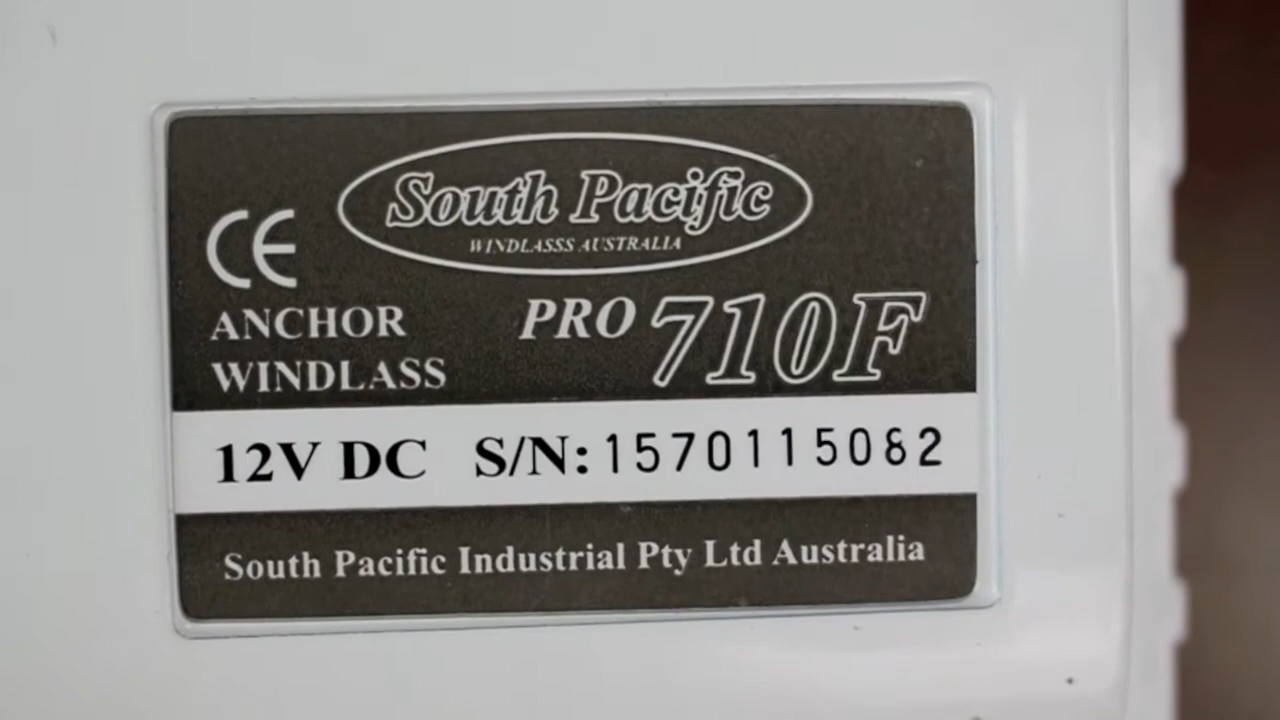 South Pacific
WINDLASSS AUSTRALIA
CE
ANCHOR
WINDLASS
PRO 710F
12V DC S/N: 1570115082
South Pacific Industrial Pty Ltd Australia